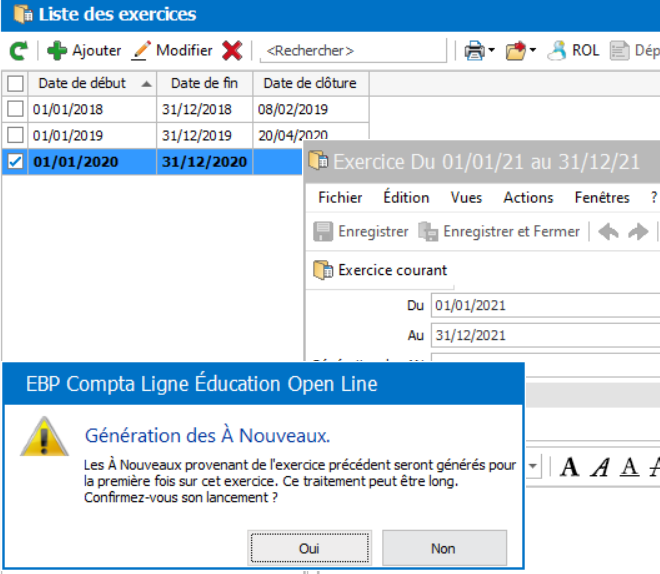 Liste des exercices
Ajouter Modifier <Rechercher> ROL Dép
Date de début Date de fin Date de clôture
01/01/2018 31/12/2018 08/02/2019
01/01/2019 31/12/2019 20/04/2020
01/01/2020 31/12/2020
Exercice Du 01/01/21 au 31/12/21
Fichier Édition Vues Actions Fenêtres ?
Enregistrer Enregistrer et Fermer
Exercice courant
Du 01/01/2021
Au 31/12/2021
EBP Compta Ligne Éducation Open Line
Génération des À Nouveaux.
Les À Nouveaux provenant de l'exercice précédent seront générés pour
la première fois sur cet exercice. Ce traitement peut être long.
Confirmez-vous son lancement ?
A A A A
Oui Non